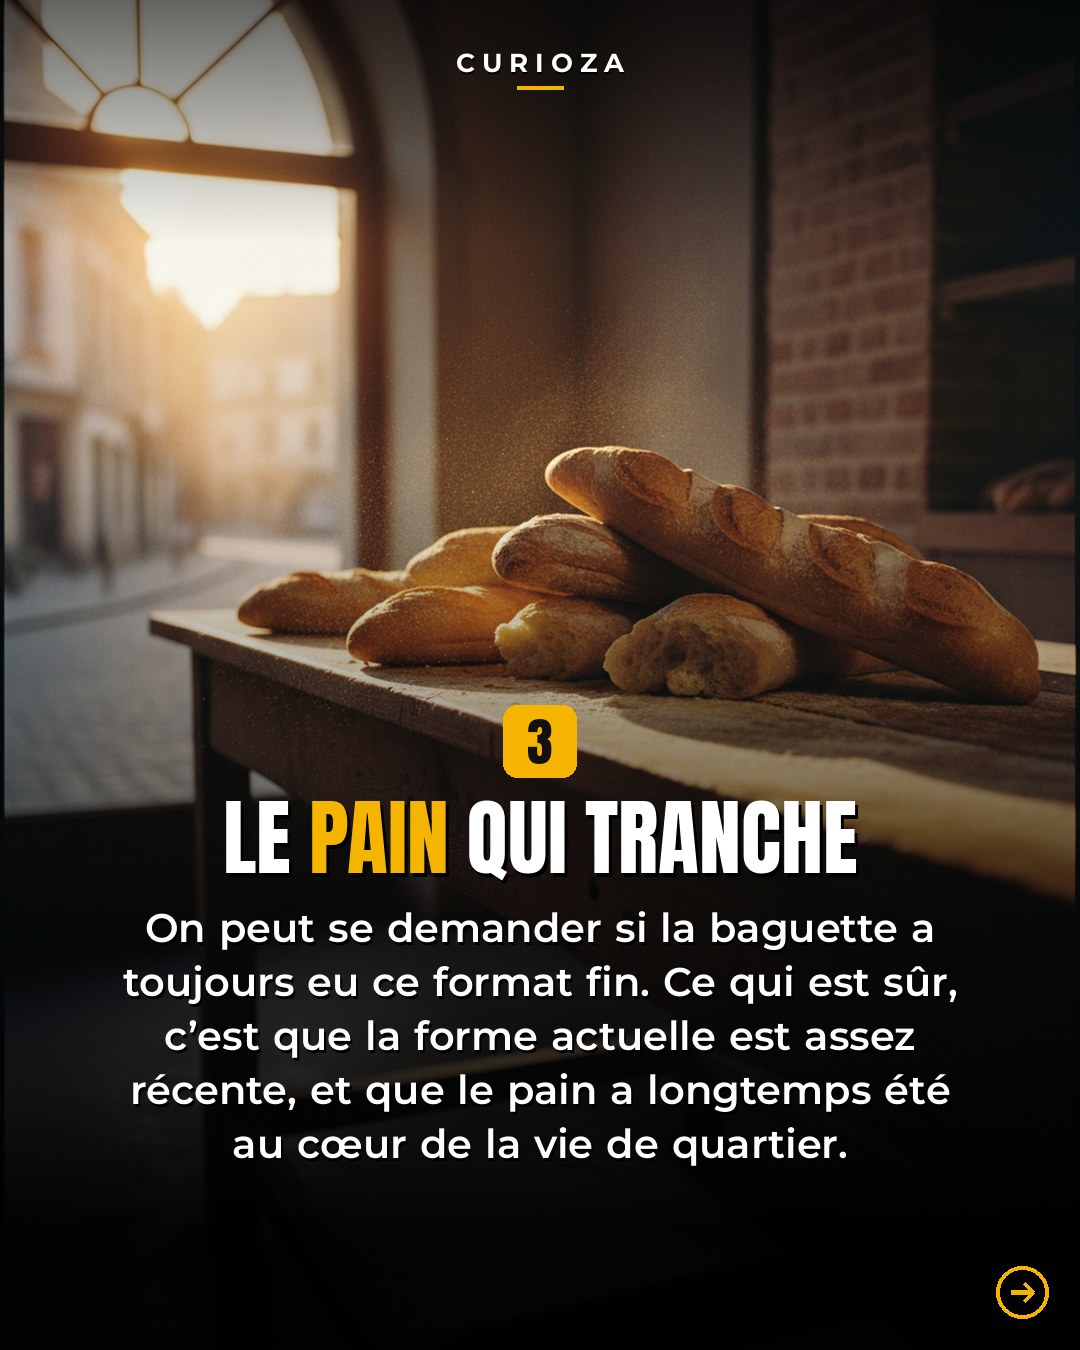 CURIOZA
3
LE PAIN QUI TRANCHE
On peut se demander si la baguette a
toujours eu ce format fin. Ce qui est sûr,
c’est que la forme actuelle est assez
récente, et que le pain a longtemps été
au cœur de la vie de quartier.